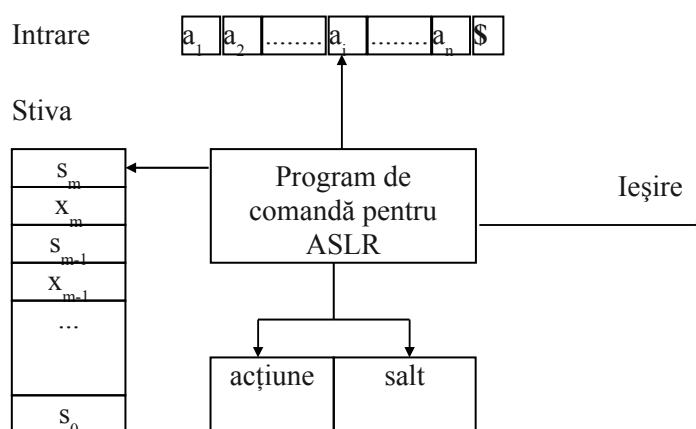 Intrare
a1 a2 ........ ai ........ an $
Stiva
sm
xm
sm-1
xm-1
...
s0
Program de
comandă pentru
ASLR
Ieşire
acțiune salt